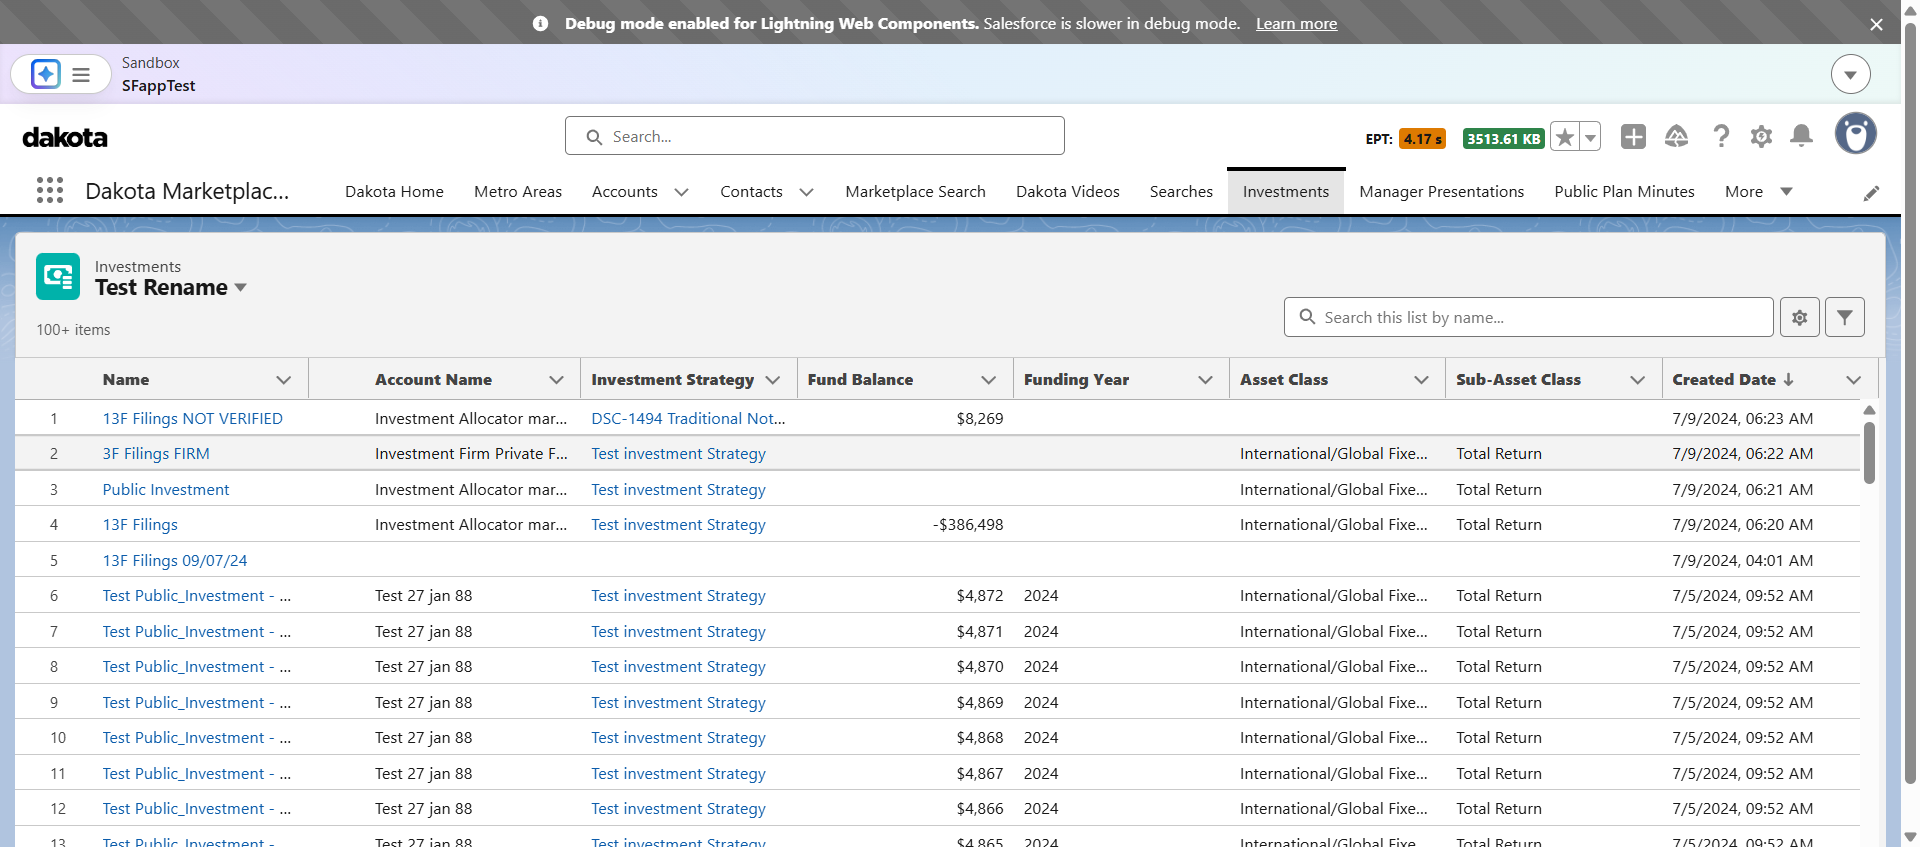 Debug mode enabled for Lightning Web Components. Salesforce is slower in debug mode. Learn more
Sandbox
SFappTest
dakota
Search...
EPT: 4.17 s 3513.61 KB
Dakota Marketplac... Dakota Home Metro Areas Accounts Contacts Marketplace Search Dakota Videos Searches Investments Manager Presentations Public Plan Minutes More
Investments
Test Rename
100+ items
Search this list by name...
Name Account Name Investment Strategy Fund Balance Funding Year Asset Class Sub-Asset Class Created Date
1 13F Filings NOT VERIFIED Investment Allocator mar... DSC-1494 Traditional Not... $8,269 7/9/2024, 06:23 AM
2 3F Filings FIRM Investment Firm Private F... Test investment Strategy International/Global Fixe... Total Return 7/9/2024, 06:22 AM
3 Public Investment Investment Allocator mar... Test investment Strategy International/Global Fixe... Total Return 7/9/2024, 06:21 AM
4 13F Filings Investment Allocator mar... Test investment Strategy -$386,498 International/Global Fixe... Total Return 7/9/2024, 06:20 AM
5 13F Filings 09/07/24 7/9/2024, 04:01 AM
6 Test Public_Investment - ... Test 27 jan 88 Test investment Strategy $4,872 2024 International/Global Fixe... Total Return 7/5/2024, 09:52 AM
7 Test Public_Investment - ... Test 27 jan 88 Test investment Strategy $4,871 2024 International/Global Fixe... Total Return 7/5/2024, 09:52 AM
8 Test Public_Investment - ... Test 27 jan 88 Test investment Strategy $4,870 2024 International/Global Fixe... Total Return 7/5/2024, 09:52 AM
9 Test Public_Investment - ... Test 27 jan 88 Test investment Strategy $4,869 2024 International/Global Fixe... Total Return 7/5/2024, 09:52 AM
10 Test Public_Investment - ... Test 27 jan 88 Test investment Strategy $4,868 2024 International/Global Fixe... Total Return 7/5/2024, 09:52 AM
11 Test Public_Investment - ... Test 27 jan 88 Test investment Strategy $4,867 2024 International/Global Fixe... Total Return 7/5/2024, 09:52 AM
12 Test Public_Investment - ... Test 27 jan 88 Test investment Strategy $4,866 2024 International/Global Fixe... Total Return 7/5/2024, 09:52 AM
13 Test Public_Investment - ... Test 27 jan 88 Test investment Strategy $4,865 2024 International/Global Fixe... Total Return 7/5/2024, 09:52 AM